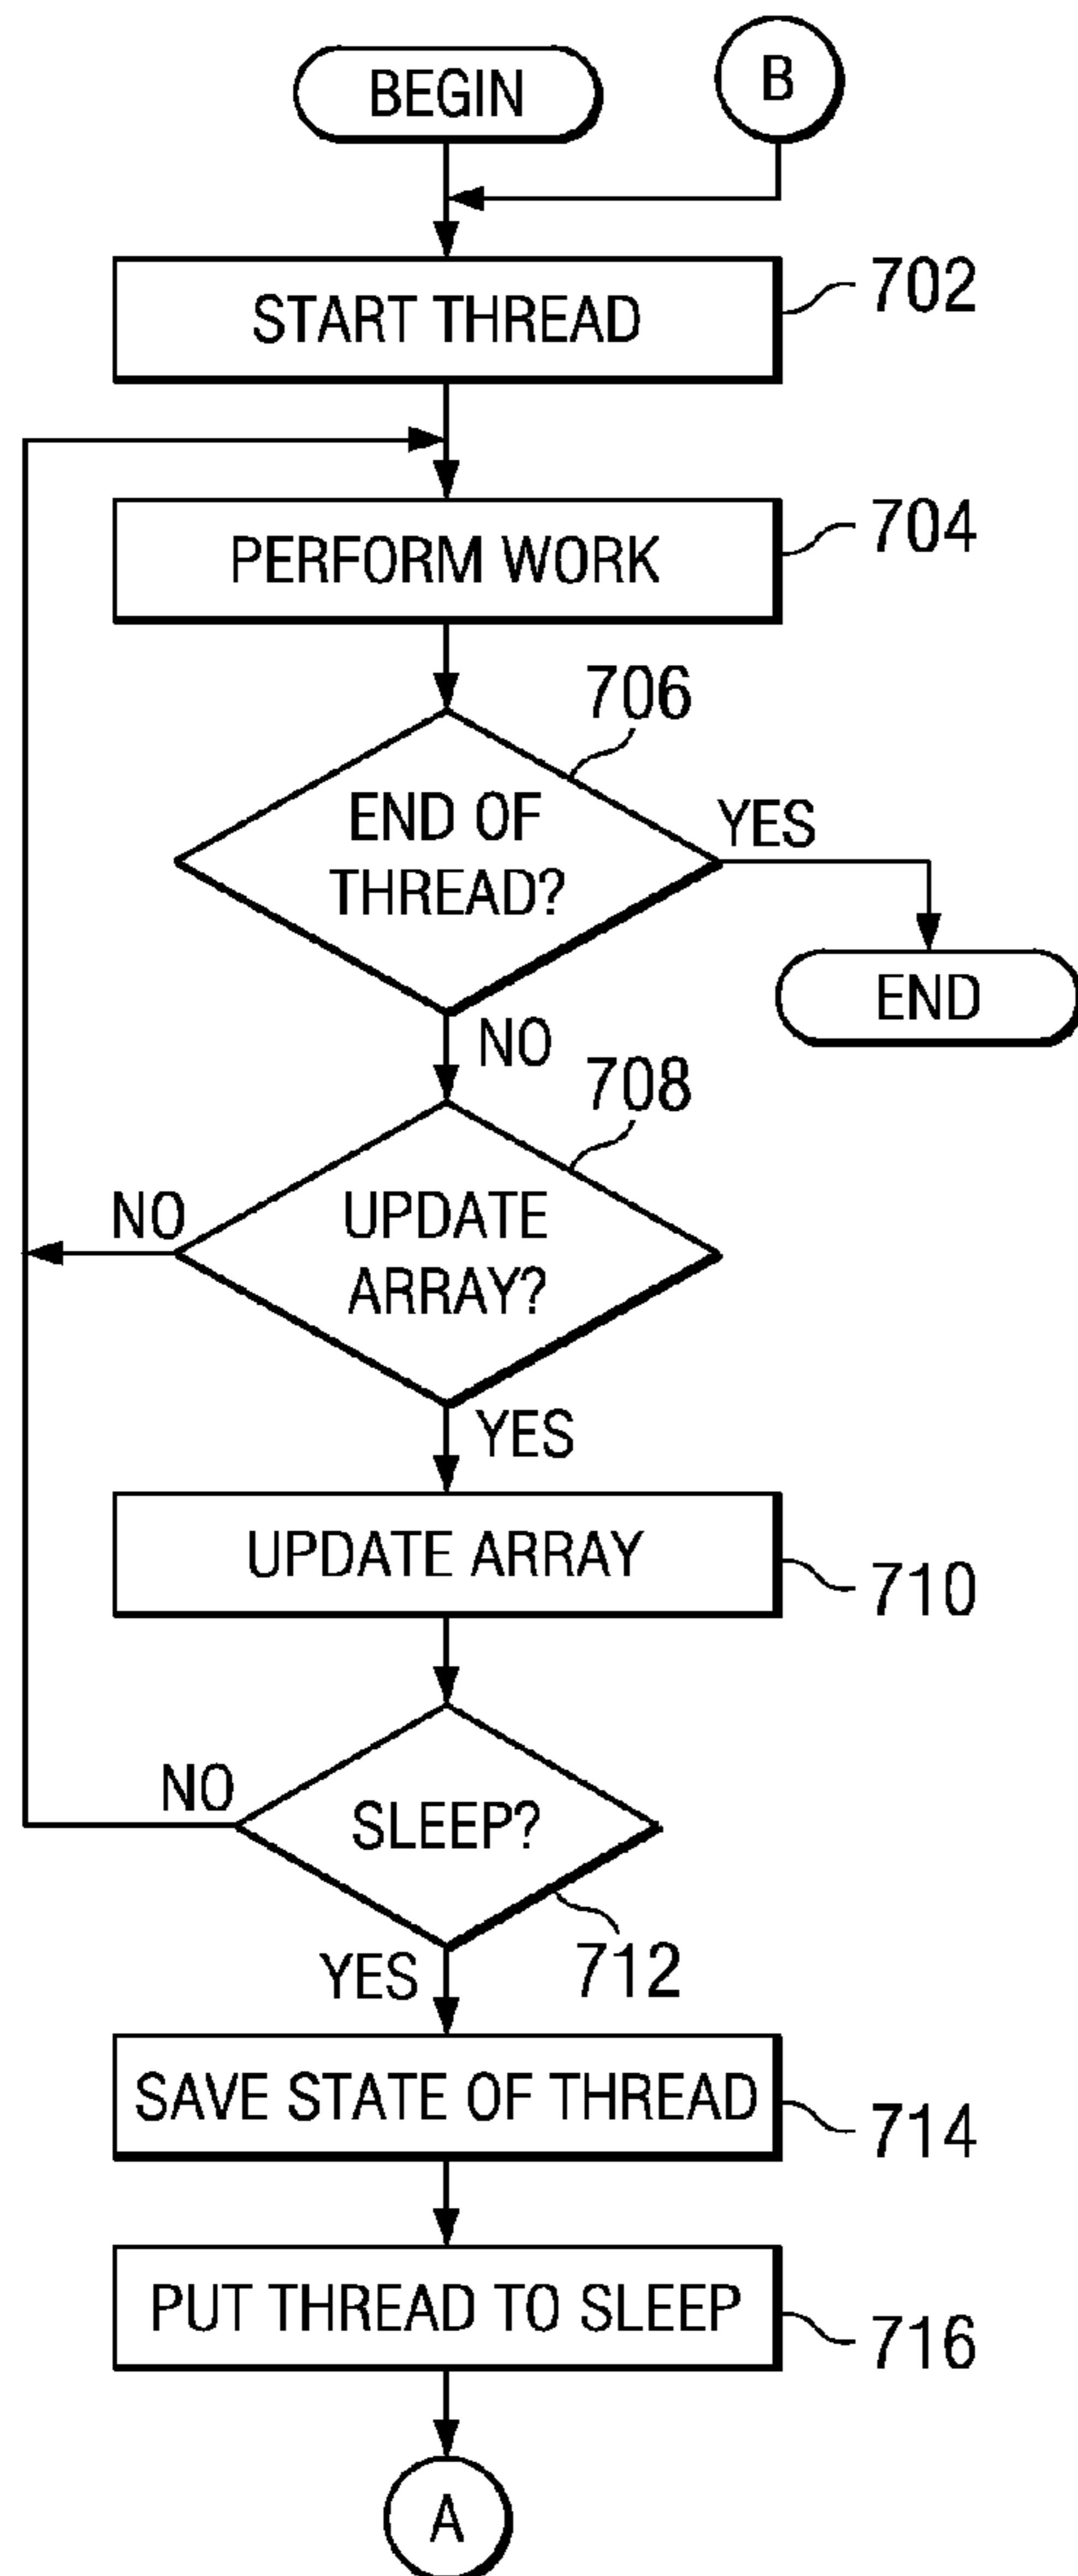 BEGIN
B
START THREAD
702
PERFORM WORK
704
706
END OF
THREAD?
YES
END
NO
708
UPDATE
ARRAY?
NO
YES
UPDATE ARRAY
710
SLEEP?
NO
712
YES
SAVE STATE OF THREAD
714
PUT THREAD TO SLEEP
716
A